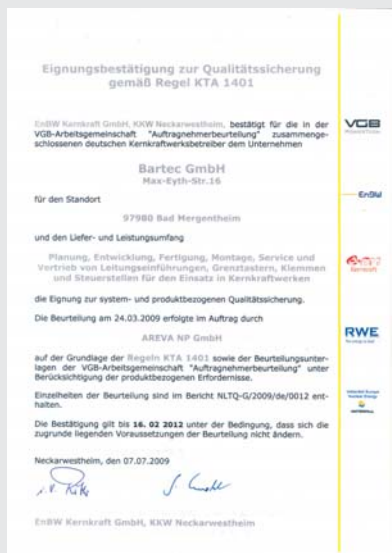 Eignungsbestätigung zur Qualitätssicherung
gemäß Regel KTA 1401
EnBW Kernkraft GmbH, KKW Neckarwestheim, bestätigt für die in der
VGB-Arbeitsgemeinschaft "Auftragnehmerbeurteilung" zusammenge-
schlossenen deutschen Kernkraftwerksbetreiber dem Unternehmen
VGB
Bartec GmbH
Max-Eyth-Str.16
für den Standort
EnBW
97980 Bad Mergentheim
und den Liefer- und Leistungsumfang
Planung, Entwicklung, Fertigung, Montage, Service und
Vertrieb von Leitungseinführungen, Grenztastern, Klemmen
und Steuerstellen für den Einsatz in Kernkraftwerken
Kernkraft
die Eignung zur system- und produktbezogenen Qualitätssicherung.
Die Beurteilung am 24.03.2009 erfolgte im Auftrag durch
AREVA NP GmbH
RWE
auf der Grundlage der Regeln KTA 1401 sowie der Beurteilungsunter-
lagen der VGB-Arbeitsgemeinschaft "Auftragnehmerbeurteilung" unter
Berücksichtigung der produktbezogenen Erfordernisse.
Einzelheiten der Beurteilung sind im Bericht NLTQ-G/2009/de/0012 ent-
halten.
Die Bestätigung gilt bis 16. 02 2012 unter der Bedingung, dass sich die
zugrunde liegenden Voraussetzungen der Beurteilung nicht ändern.
Neckarwestheim, den 07.07.2009
EnBW Kernkraft GmbH, KKW Neckarwestheim